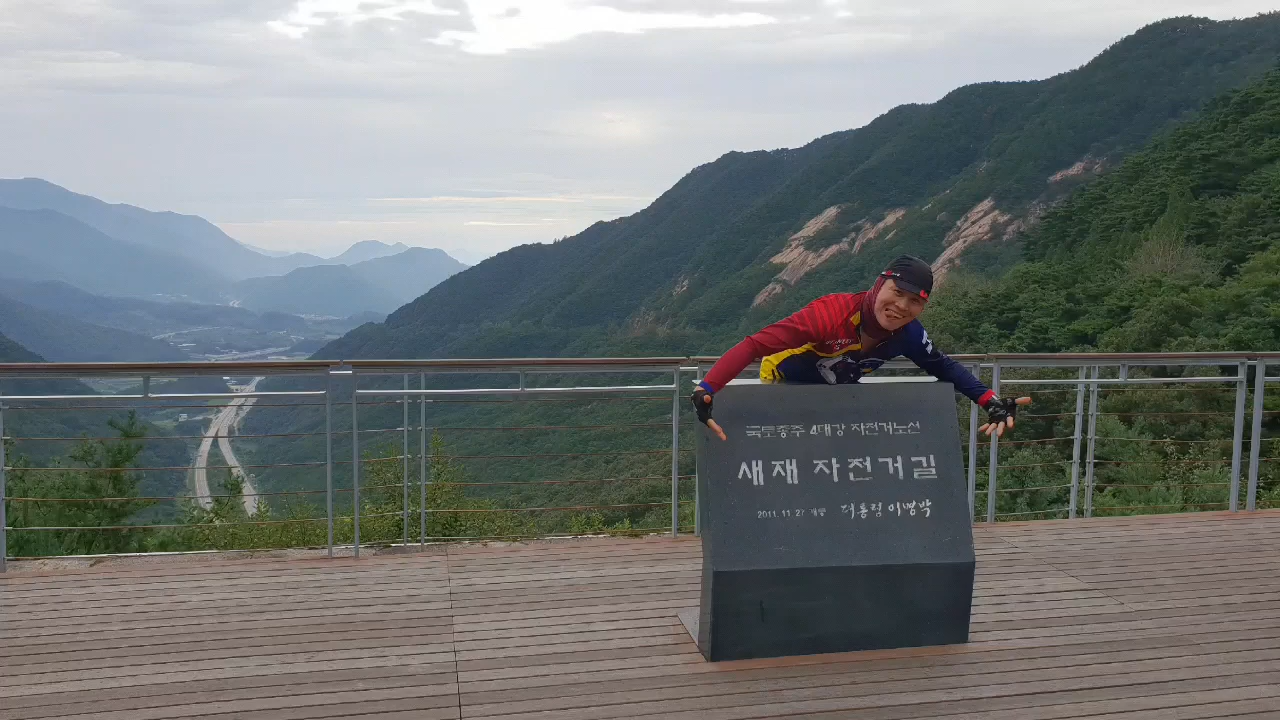 국토종주 4대강 자전거노선
새재 자전거길
2011. 11. 27 개통 대통령 이명박